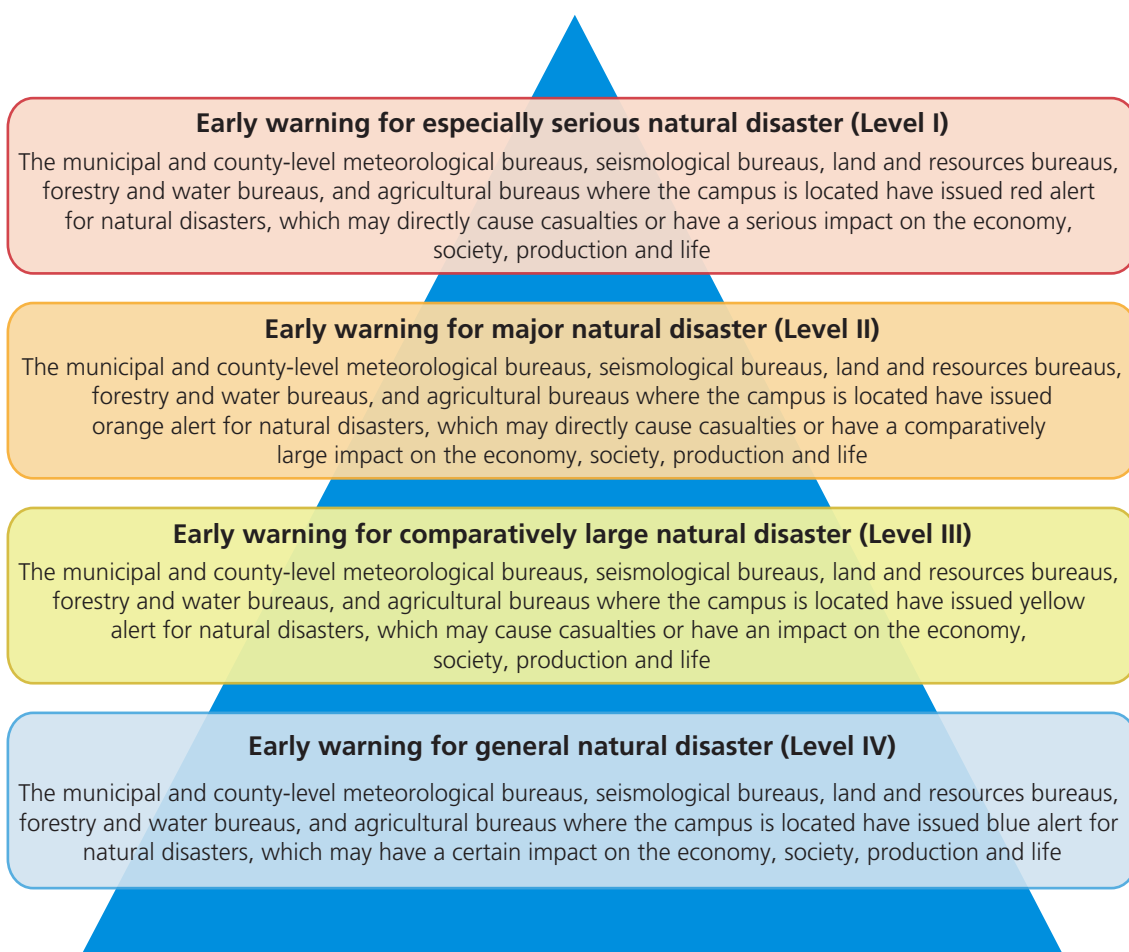 Early warning for especially serious natural disaster (Level I)
The municipal and county-level meteorological bureaus, seismological bureaus, land and resources bureaus,
forestry and water bureaus, and agricultural bureaus where the campus is located have issued red alert
for natural disasters, which may directly cause casualties or have a serious impact on the economy,
society, production and life
Early warning for major natural disaster (Level II)
The municipal and county-level meteorological bureaus, seismological bureaus, land and resources bureaus,
forestry and water bureaus, and agricultural bureaus where the campus is located have issued
orange alert for natural disasters, which may directly cause casualties or have a comparatively
large impact on the economy, society, production and life
Early warning for comparatively large natural disaster (Level III)
The municipal and county-level meteorological bureaus, seismological bureaus, land and resources bureaus,
forestry and water bureaus, and agricultural bureaus where the campus is located have issued yellow
alert for natural disasters, which may cause casualties or have an impact on the economy,
society, production and life
Early warning for general natural disaster (Level IV)
The municipal and county-level meteorological bureaus, seismological bureaus, land and resources bureaus,
forestry and water bureaus, and agricultural bureaus where the campus is located have issued blue alert for
natural disasters, which may have a certain impact on the economy, society, production and life